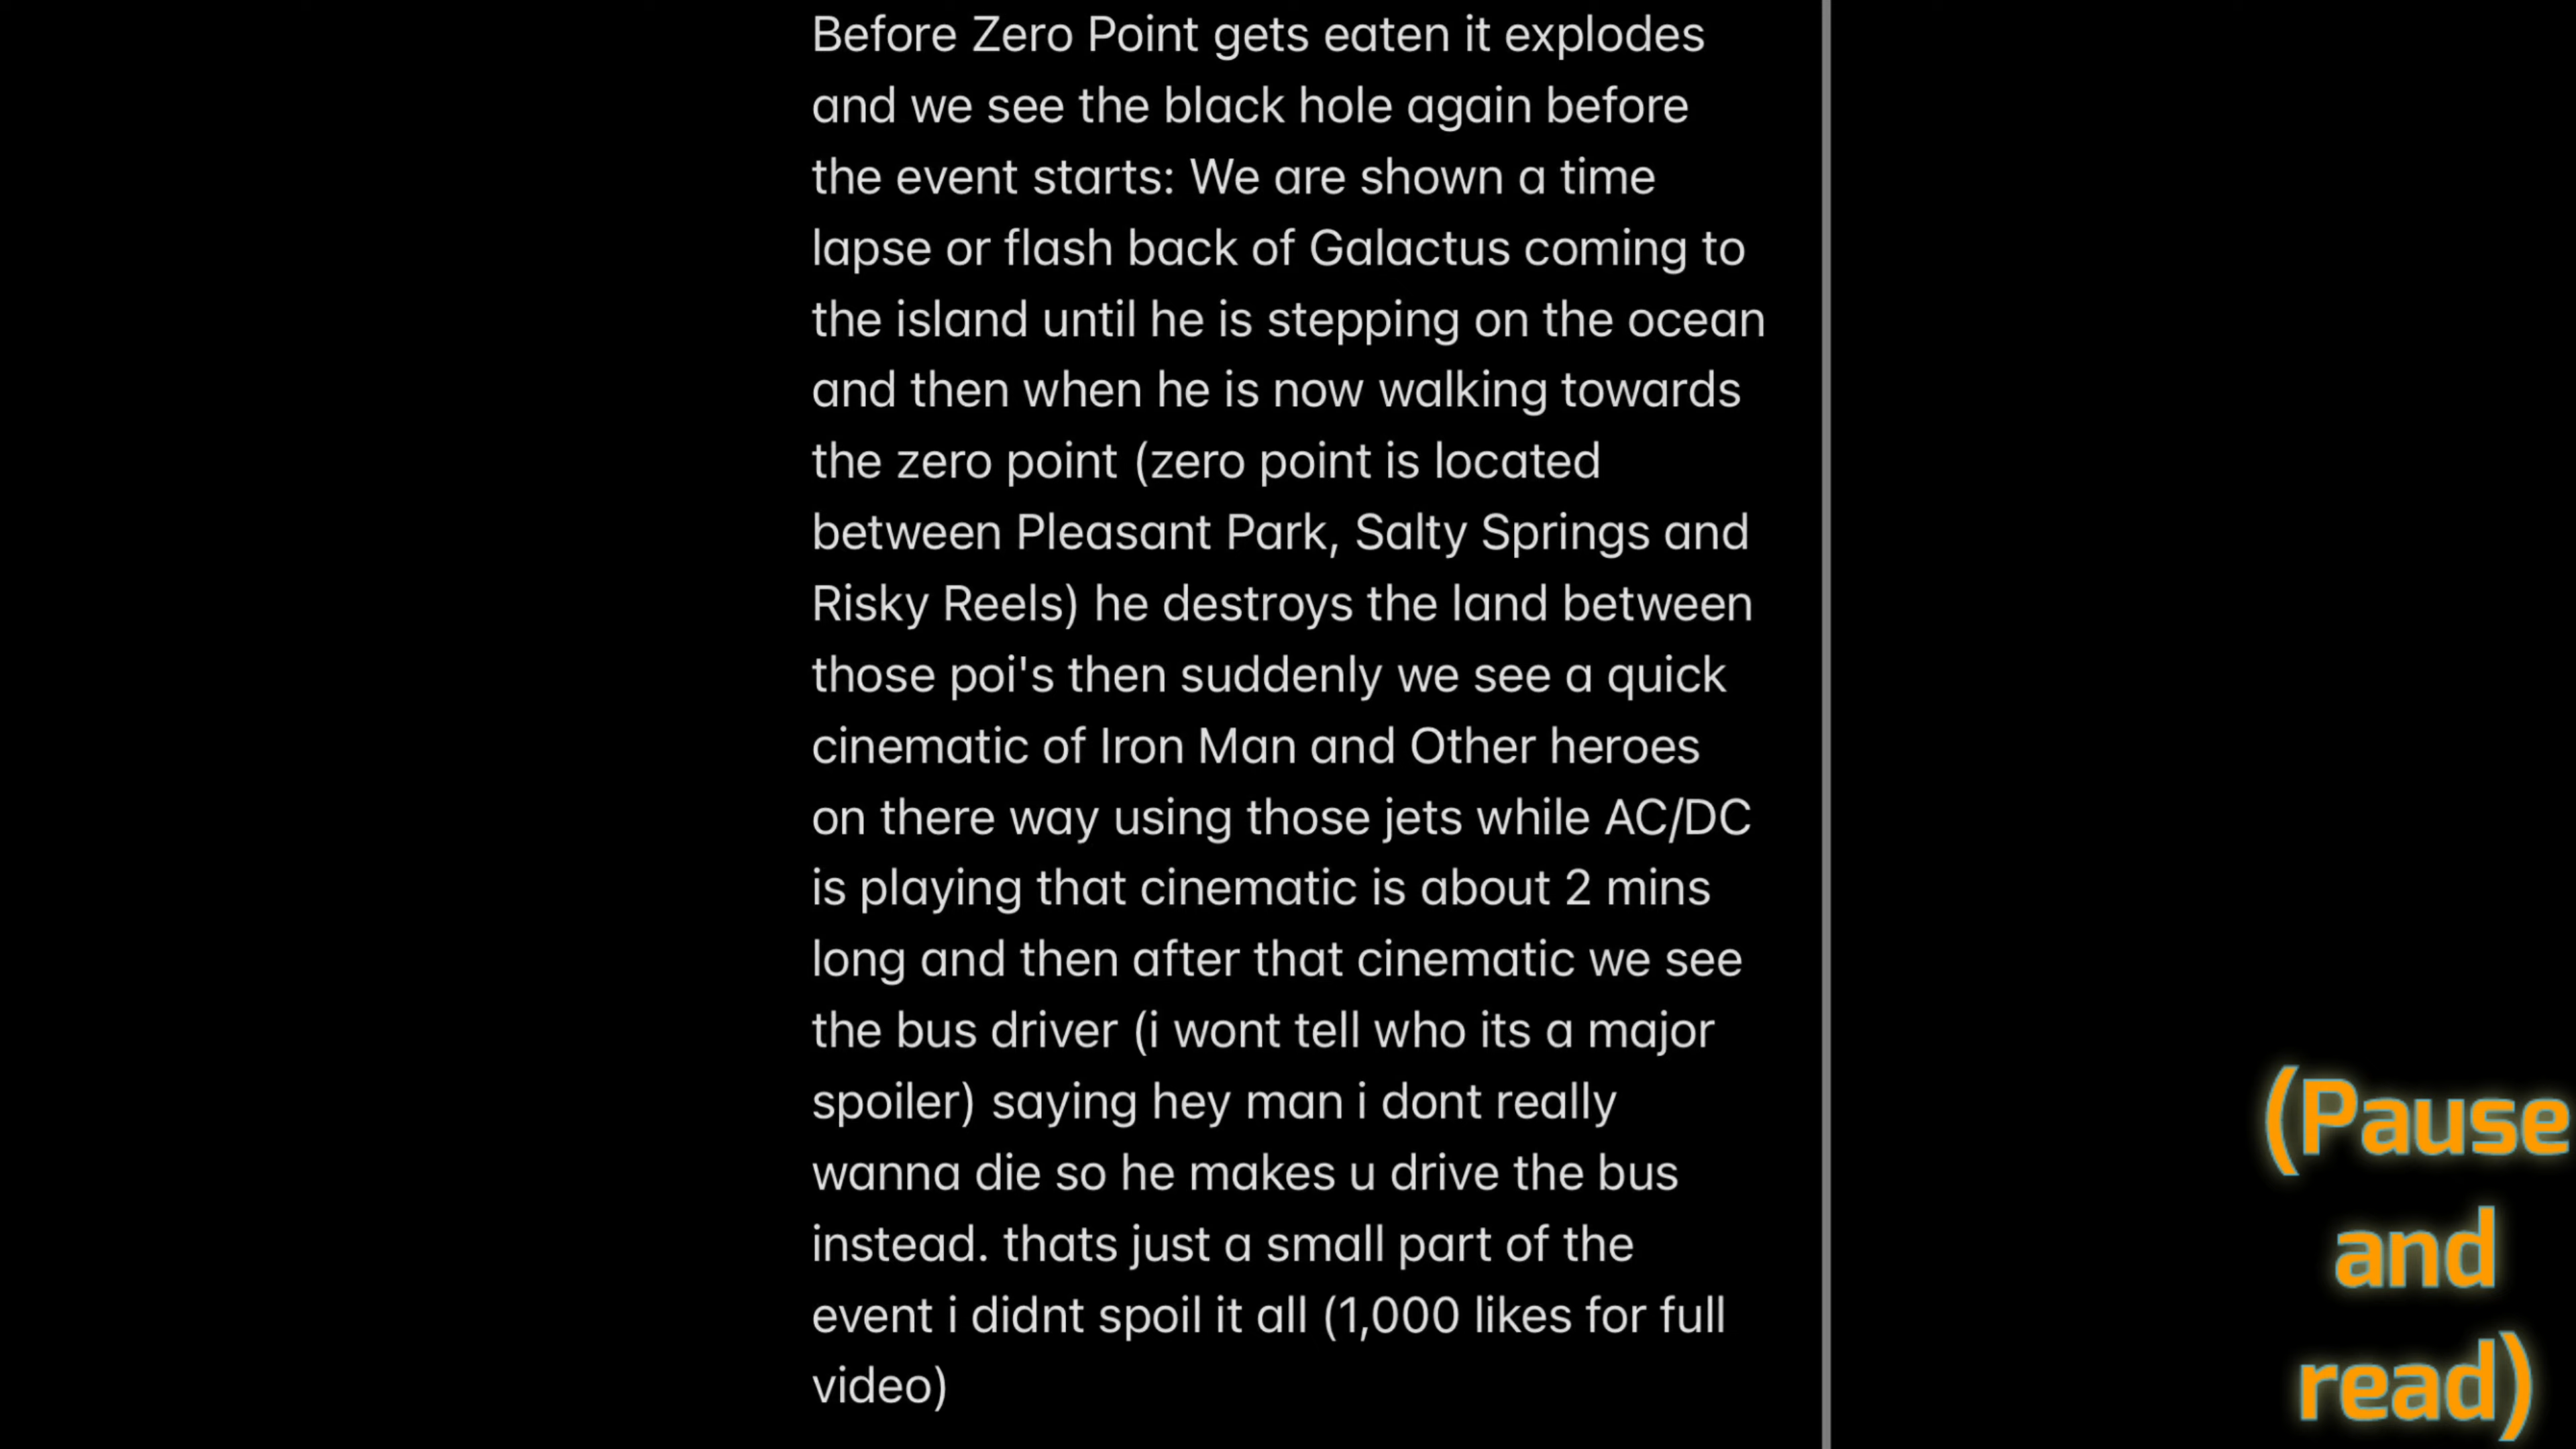 Before Zero Point gets eaten it explodes
and we see the black hole again before
the event starts: We are shown a time
lapse or flash back of Galactus coming to
the island until he is stepping on the ocean
and then when he is now walking towards
the zero point (zero point is located
between Pleasant Park, Salty Springs and
Risky Reels) he destroys the land between
those poi's then suddenly we see a quick
cinematic of Iron Man and Other heroes
on there way using those jets while AC/DC
is playing that cinematic is about 2 mins
long and then after that cinematic we see
the bus driver (i wont tell who its a major
spoiler) saying hey man i dont really
wanna die so he makes u drive the bus
instead. thats just a small part of the
event i didnt spoil it all (1,000 likes for full
video)
(Pause
and
read)